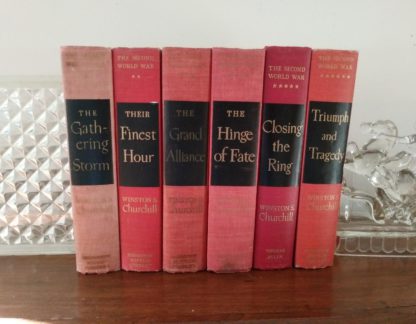 THE
Gath-
ering
Storm
THE SECOND
WORLD WAR
**
THEIR
Finest
Hour
WINSTON S.
Churchill
THE
Grand
Alliance
THE
Hinge
of Fate
THE SECOND
WORLD WAR
*****
Closing
the
Ring
WINSTON S.
Churchill
THE SECOND
WORLD WAR
******
Triumph
and
Tragedy
WINSTON S.
Churchill